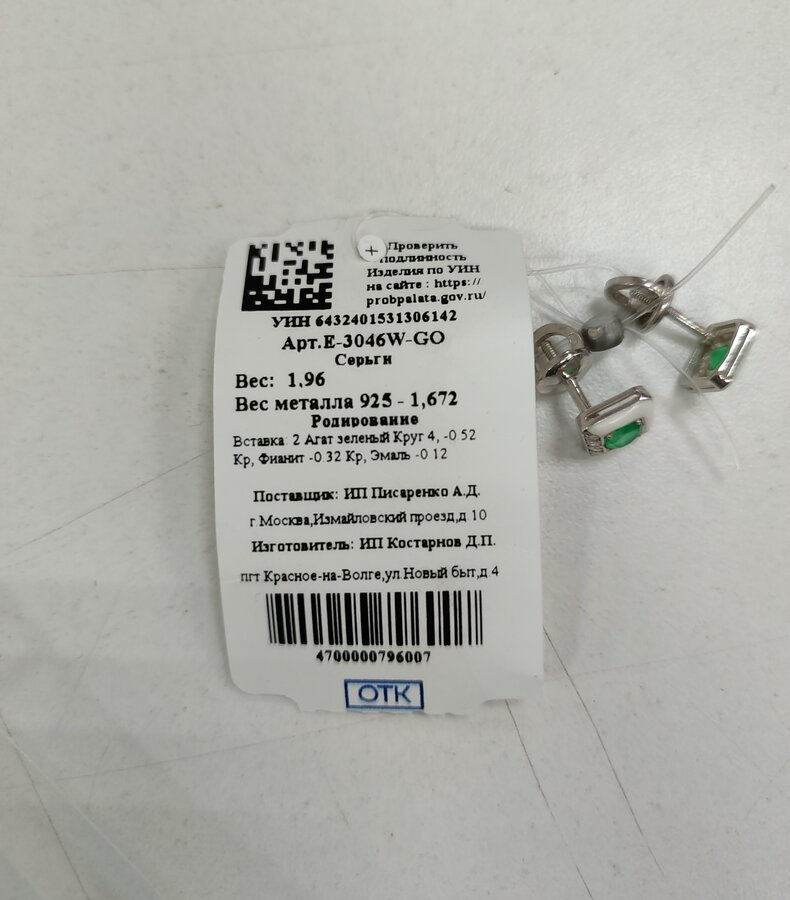 Проверить
подлинность
Изделия по УИН
на сайте : https://
probpalata.gov.ru/
УИН 6432401531306142
Арт.E-3046W-GO
Серьги
Вес: 1,96
Вес металла 925 - 1,672
Родирование
Вставка: 2 Агат зеленый Круг 4, -0.52
Кр, Фианит -0.32 Кр, Эмаль -0.12
Поставщик: ИП Писаренко А.Д.
г Москва,Измайловский проезд,д 10
Изготовитель: ИП Костарнов Д.П.
пгт Красное-на-Волге,ул.Новый быт,д 4
4700000796007
ОТК